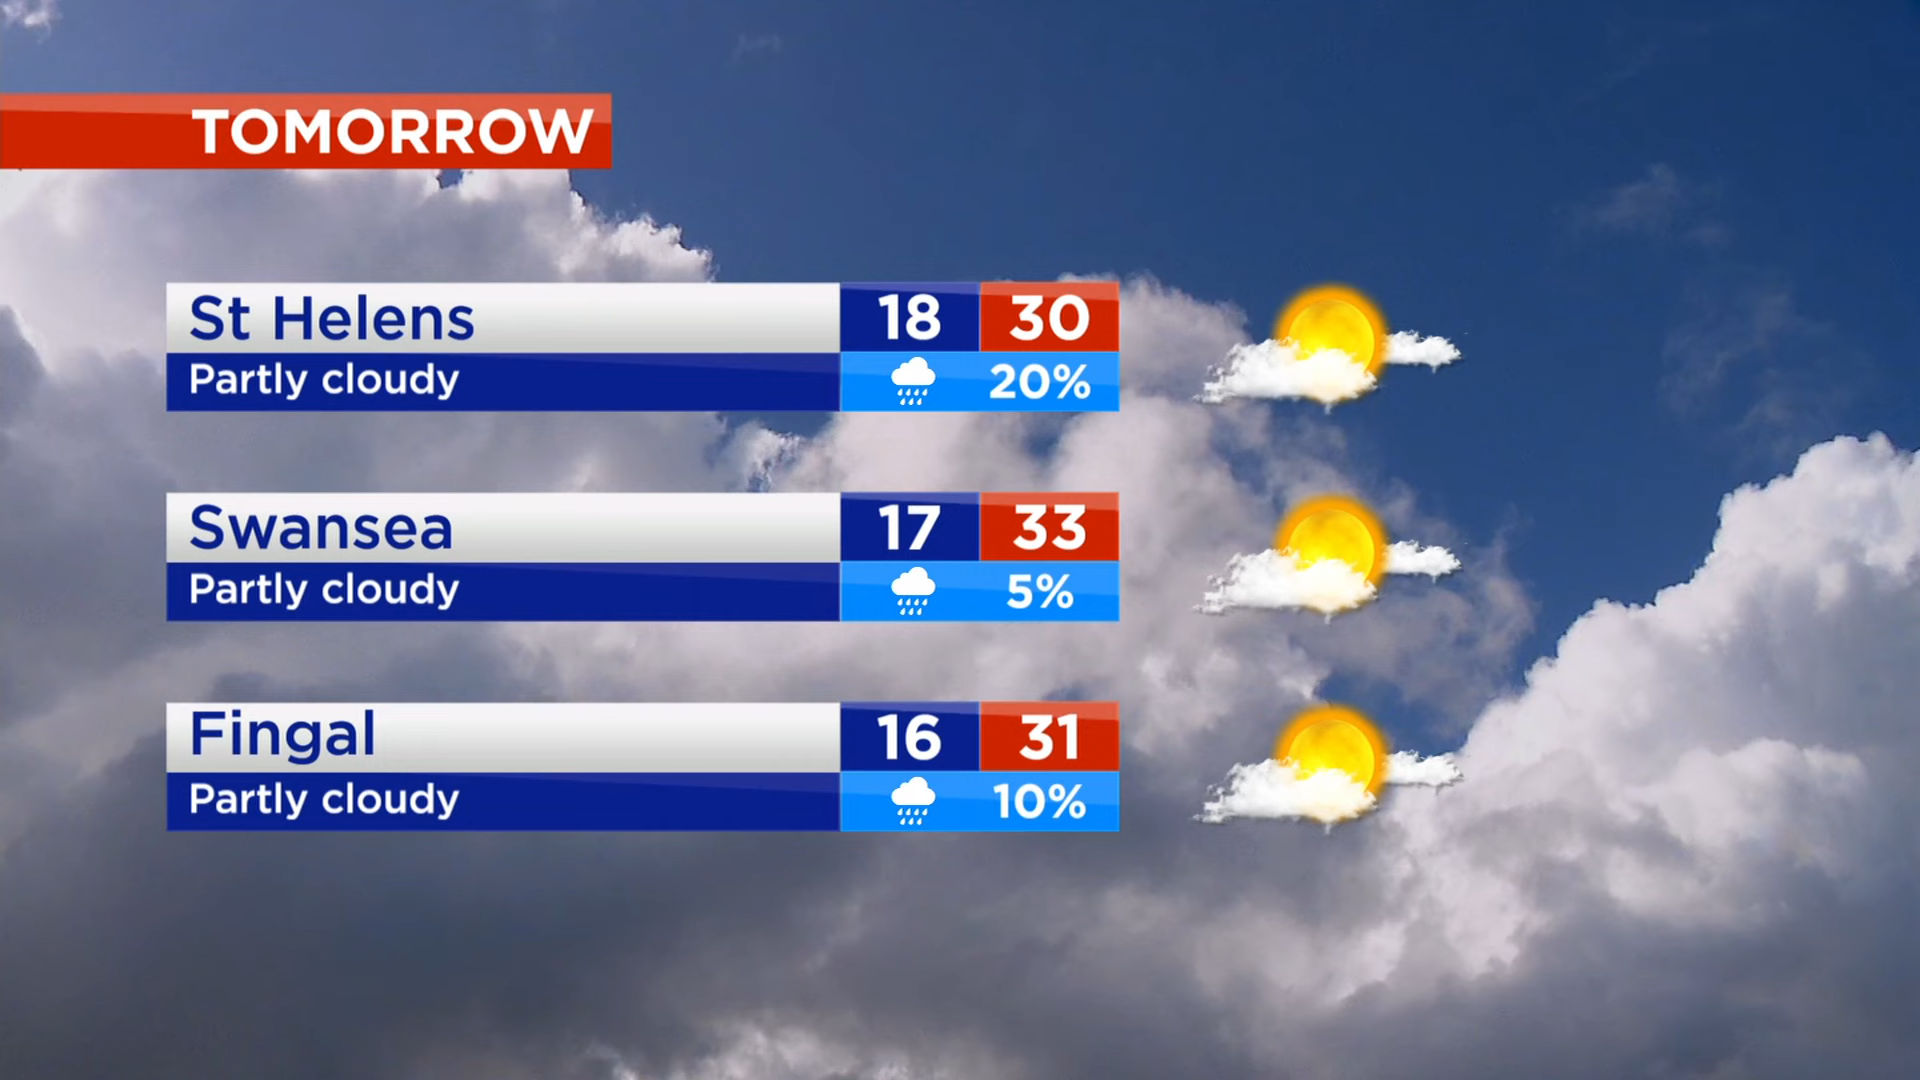 TOMORROW
St Helens 18 30
Partly cloudy 20%
Swansea 17 33
Partly cloudy 5%
Fingal 16 31
Partly cloudy 10%